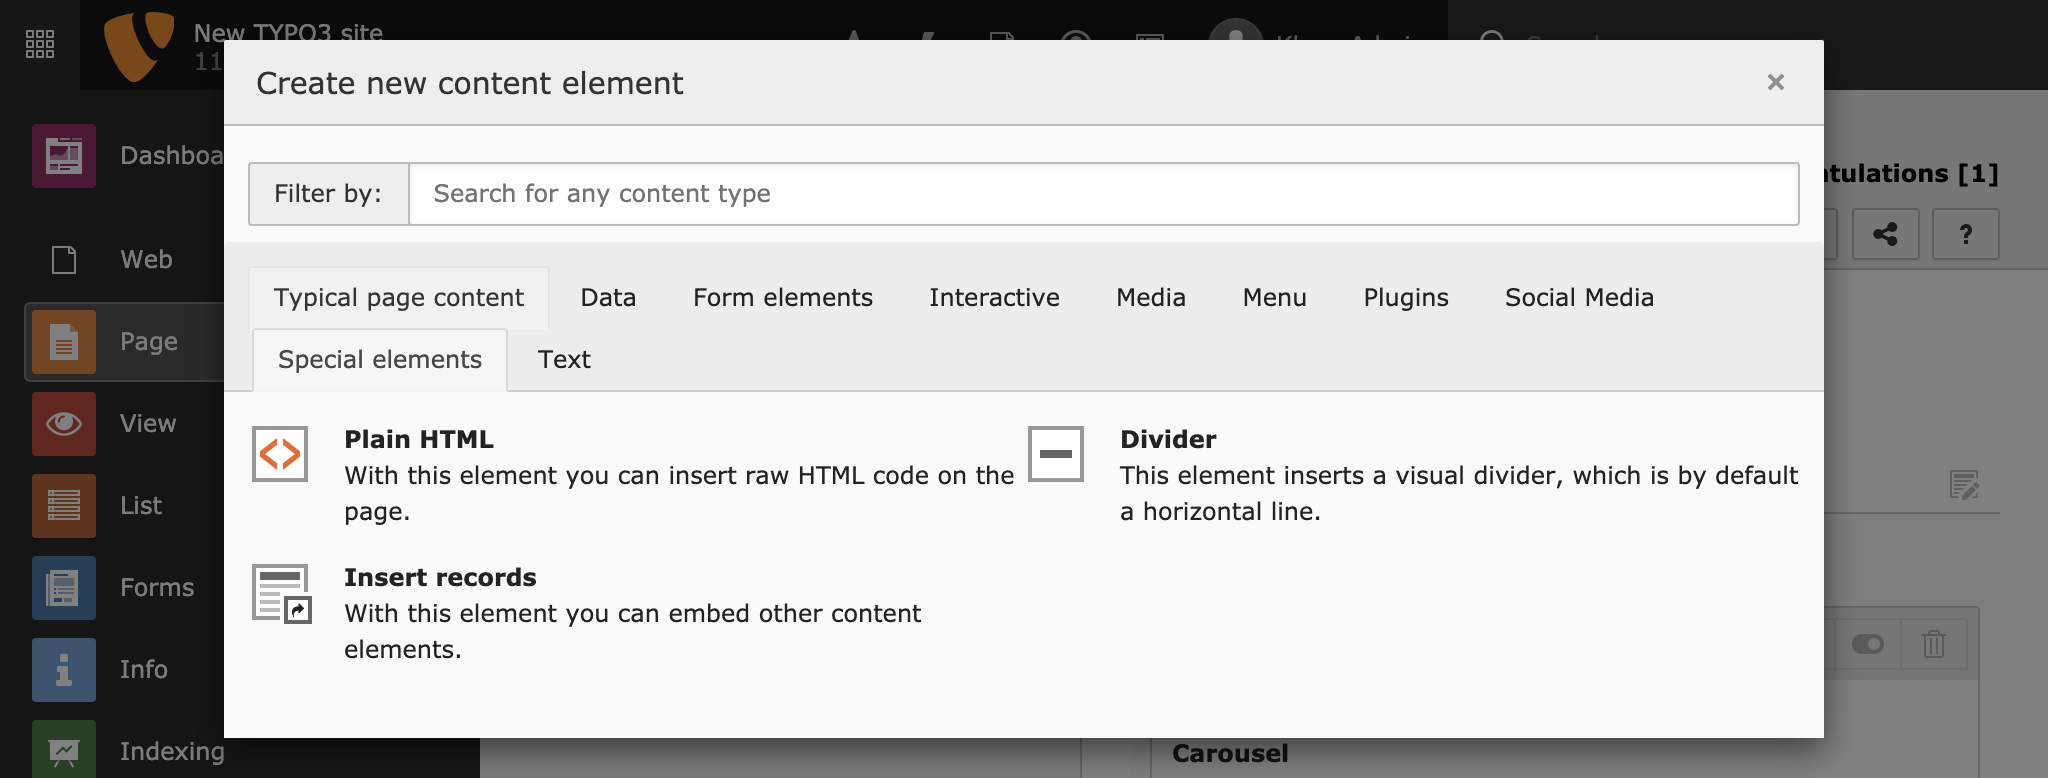 New TYPO3 site
11
Create new content element
×
Dashboa
Filter by: Search for any content type
tulations [1]
?
Web
Typical page content Data Form elements Interactive Media Menu Plugins Social Media
Page
Special elements Text
View
Plain HTML
With this element you can insert raw HTML code on the
page.
Divider
This element inserts a visual divider, which is by default
a horizontal line.
List
Insert records
With this element you can embed other content
elements.
Forms
Info
Indexing
Carousel